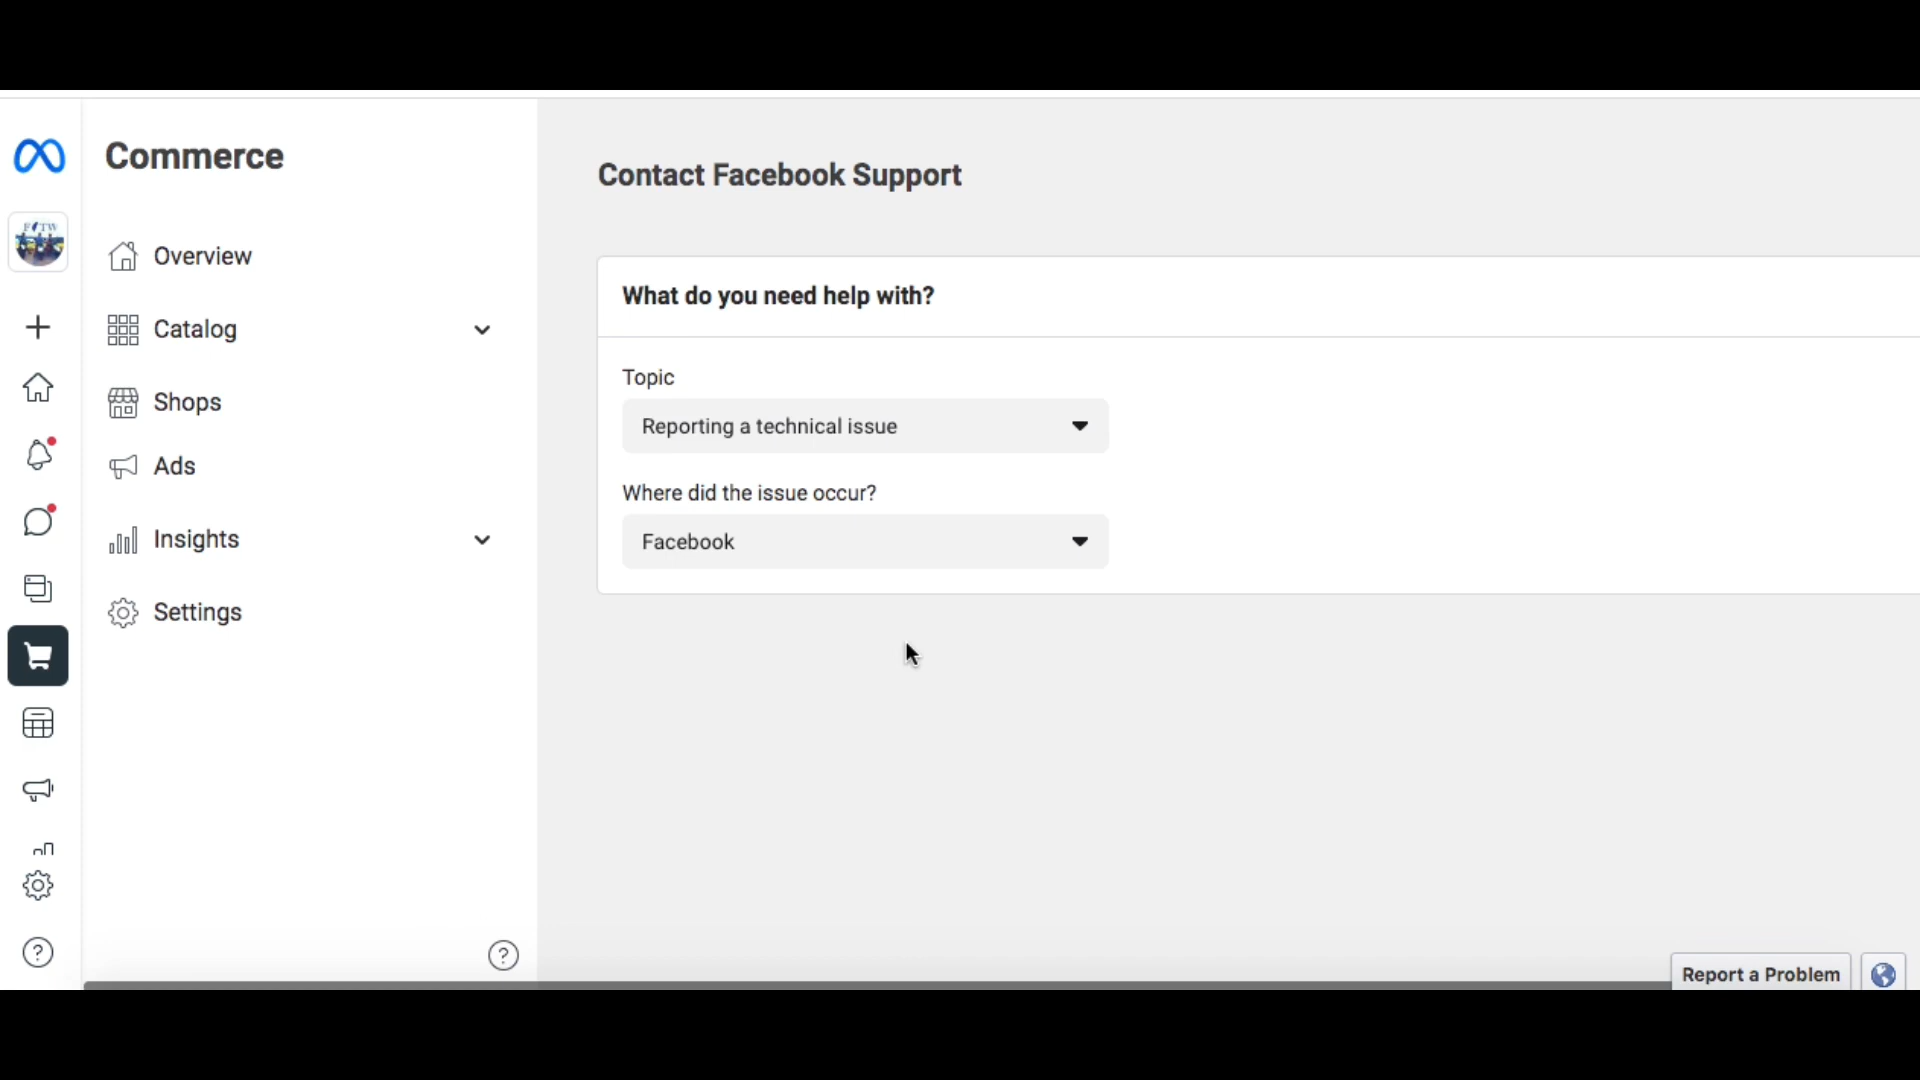 Commerce
Overview
Catalog
Shops
Ads
Insights
Settings
Contact Facebook Support
What do you need help with?
Topic
Reporting a technical issue
Where did the issue occur?
Facebook
Report a Problem